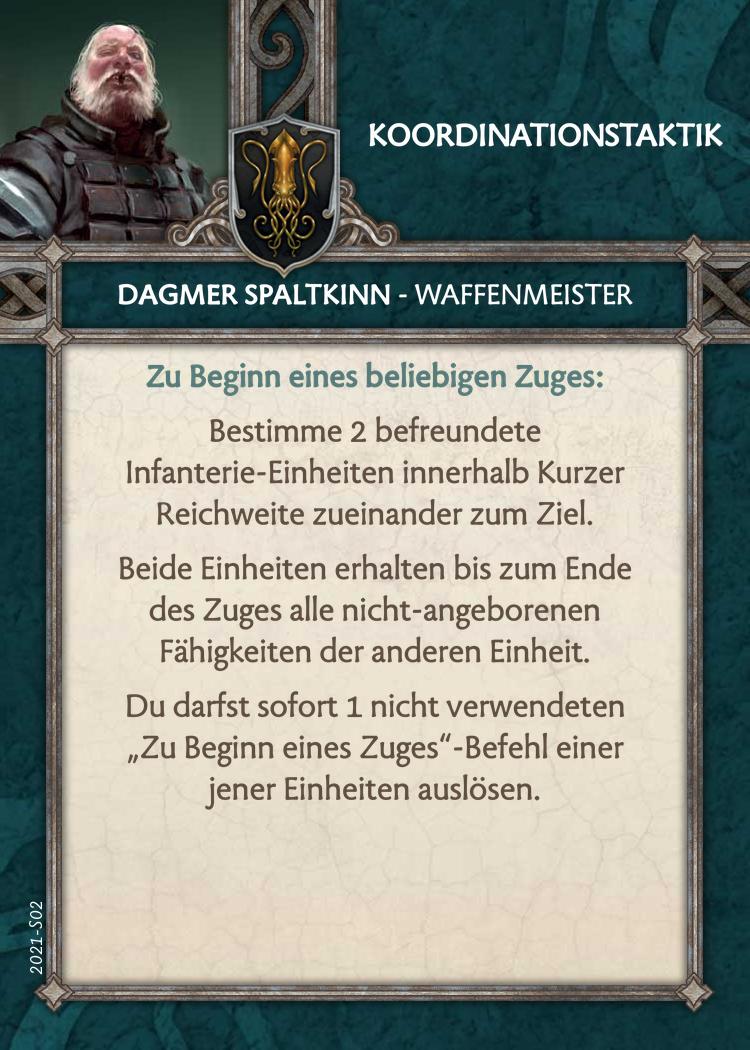 KOORDINATIONSTAKTIK
DAGMER SPALTKINN - WAFFENMEISTER
Zu Beginn eines beliebigen Zuges:
Bestimme 2 befreundete
Infanterie-Einheiten innerhalb Kurzer
Reichweite zueinander zum Ziel.
Beide Einheiten erhalten bis zum Ende
des Zuges alle nicht-angeborenen
Fähigkeiten der anderen Einheit.
Du darfst sofort 1 nicht verwendeten
„Zu Beginn eines Zuges“-Befehl einer
jener Einheiten auslösen.
2021-S02